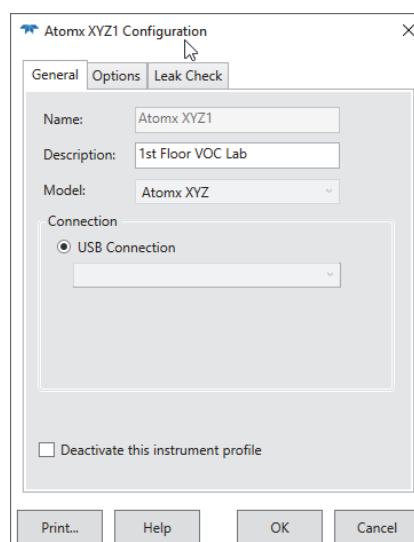 Atomx XYZ1 Configuration
General Options Leak Check
Name: Atomx XYZ1
Description: 1st Floor VOC Lab
Model: Atomx XYZ
Connection
USB Connection
Deactivate this instrument profile
Print... Help OK Cancel